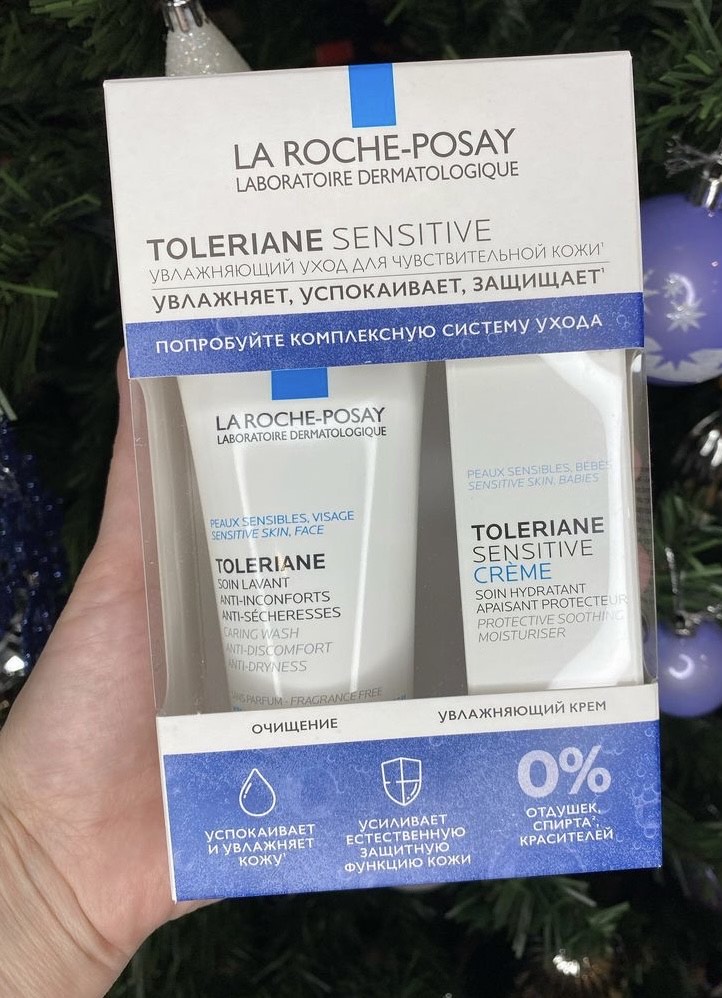 LA ROCHE-POSAY
LABORATOIRE DERMATOLOGIQUE
TOLERIANE SENSITIVE
УВЛАЖНЯЮЩИЙ УХОД ДЛЯ ЧУВСТВИТЕЛЬНОЙ КОЖИ¹
УВЛАЖНЯЕТ, УСПОКАИВАЕТ, ЗАЩИЩАЕТ¹
ПОПРОБУЙТЕ КОМПЛЕКСНУЮ СИСТЕМУ УХОДА
LA ROCHE-POSAY
LABORATOIRE DERMATOLOGIQUE
PEAUX SENSIBLES, VISAGE
SENSITIVE SKIN, FACE
TOLERIANE
SOIN LAVANT
ANTI-INCONFORTS
ANTI-SÉCHERESSES
CARING WASH
ANTI-DISCOMFORT
ANTI-DRYNESS
SANS PARFUM - FRAGRANCE FREE
PEAUX SENSIBLES, BÉBÉS
SENSITIVE SKIN, BABIES
TOLERIANE
SENSITIVE
CRÈME
SOIN HYDRATANT
APAISANT PROTECTEUR
PROTECTIVE SOOTHING
MOISTURISER
ОЧИЩЕНИЕ
УВЛАЖНЯЮЩИЙ КРЕМ
УСПОКАИВАЕТ
И УВЛАЖНЯЕТ
КОЖУ¹
УСИЛИВАЕТ
ЕСТЕСТВЕННУЮ
ЗАЩИТНУЮ
ФУНКЦИЮ КОЖИ
0%
ОТДУШЕК,
СПИРТА²,
КРАСИТЕЛЕЙ